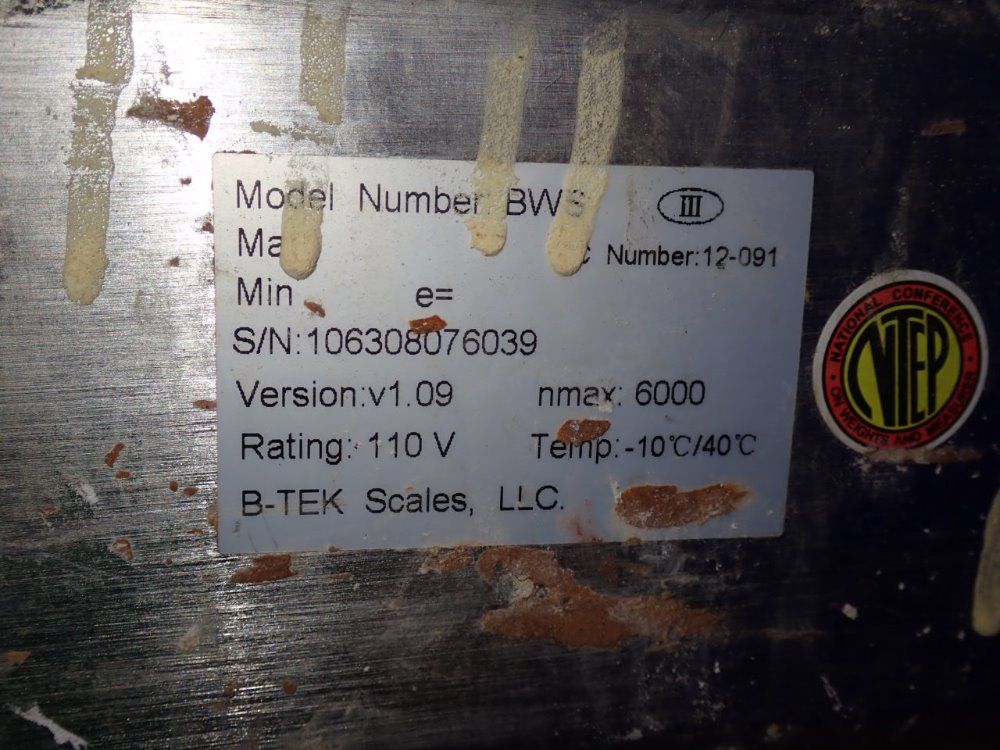 Model Number: BWS III
C Number:12-091
Min e=
S/N:106308076039
Version:v1.09 nmax: 6000
Rating: 110 V Temp: -10℃/40℃
B-TEK Scales, LLC.
NATIONAL CONFERENCE
NTEP
ON WEIGHTS AND MEASURES